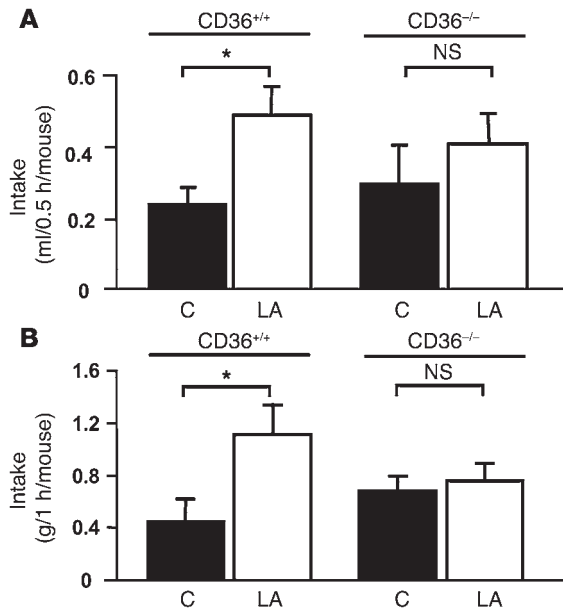 A
CD36+/+
CD36−/−
*
NS
Intake
(ml/0.5 h/mouse)
0.6
0.4
0.2
0
C
LA
C
LA
B
CD36+/+
CD36−/−
*
NS
Intake
(g/1 h/mouse)
1.6
1.2
0.8
0.4
0
C
LA
C
LA